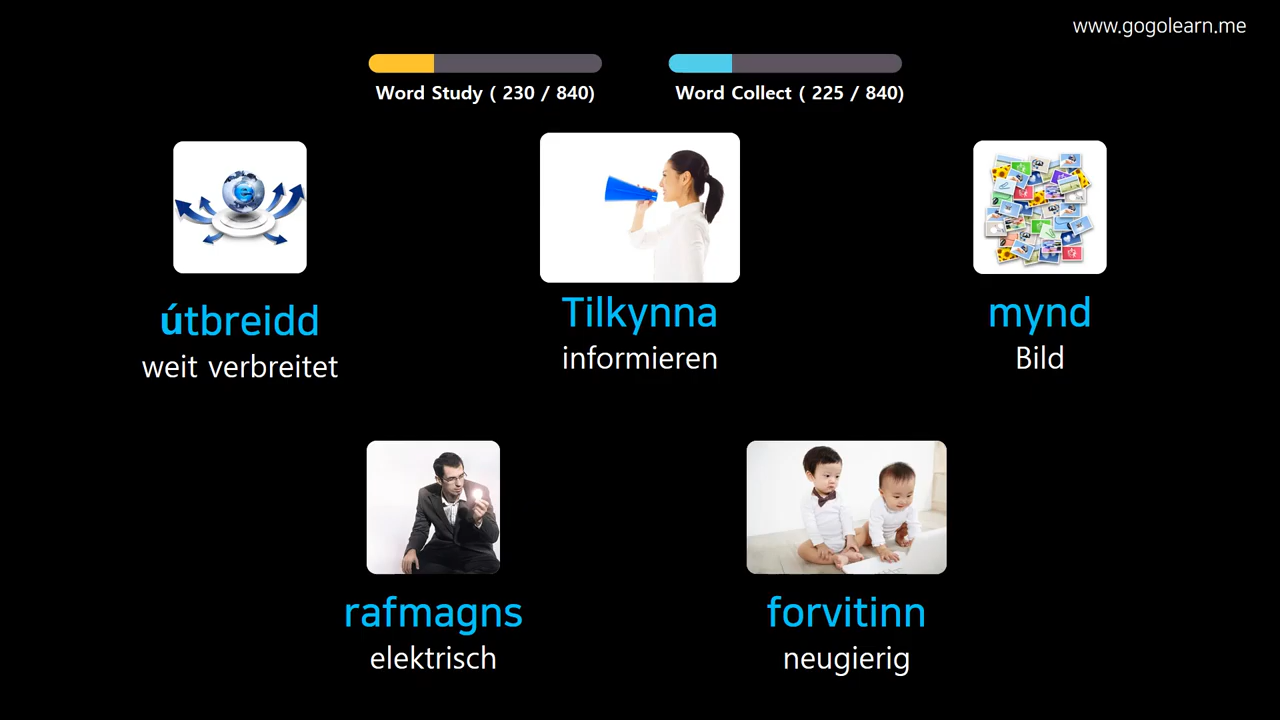 www.gogolearn.me
Word Study ( 230 / 840)
Word Collect ( 225 / 840)
útbreidd
weit verbreitet
Tilkynna
informieren
mynd
Bild
rafmagns
elektrisch
forvitinn
neugierig